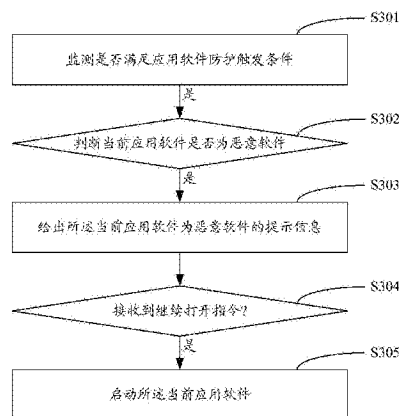 S301
监测是否满足应用软件防护触发条件
是
S302
判断当前应用软件是否为恶意软件
是
S303
给出所述当前应用软件为恶意软件的提示信息
S304
接收到继续打开指令?
是
S305
启动所述当前应用软件